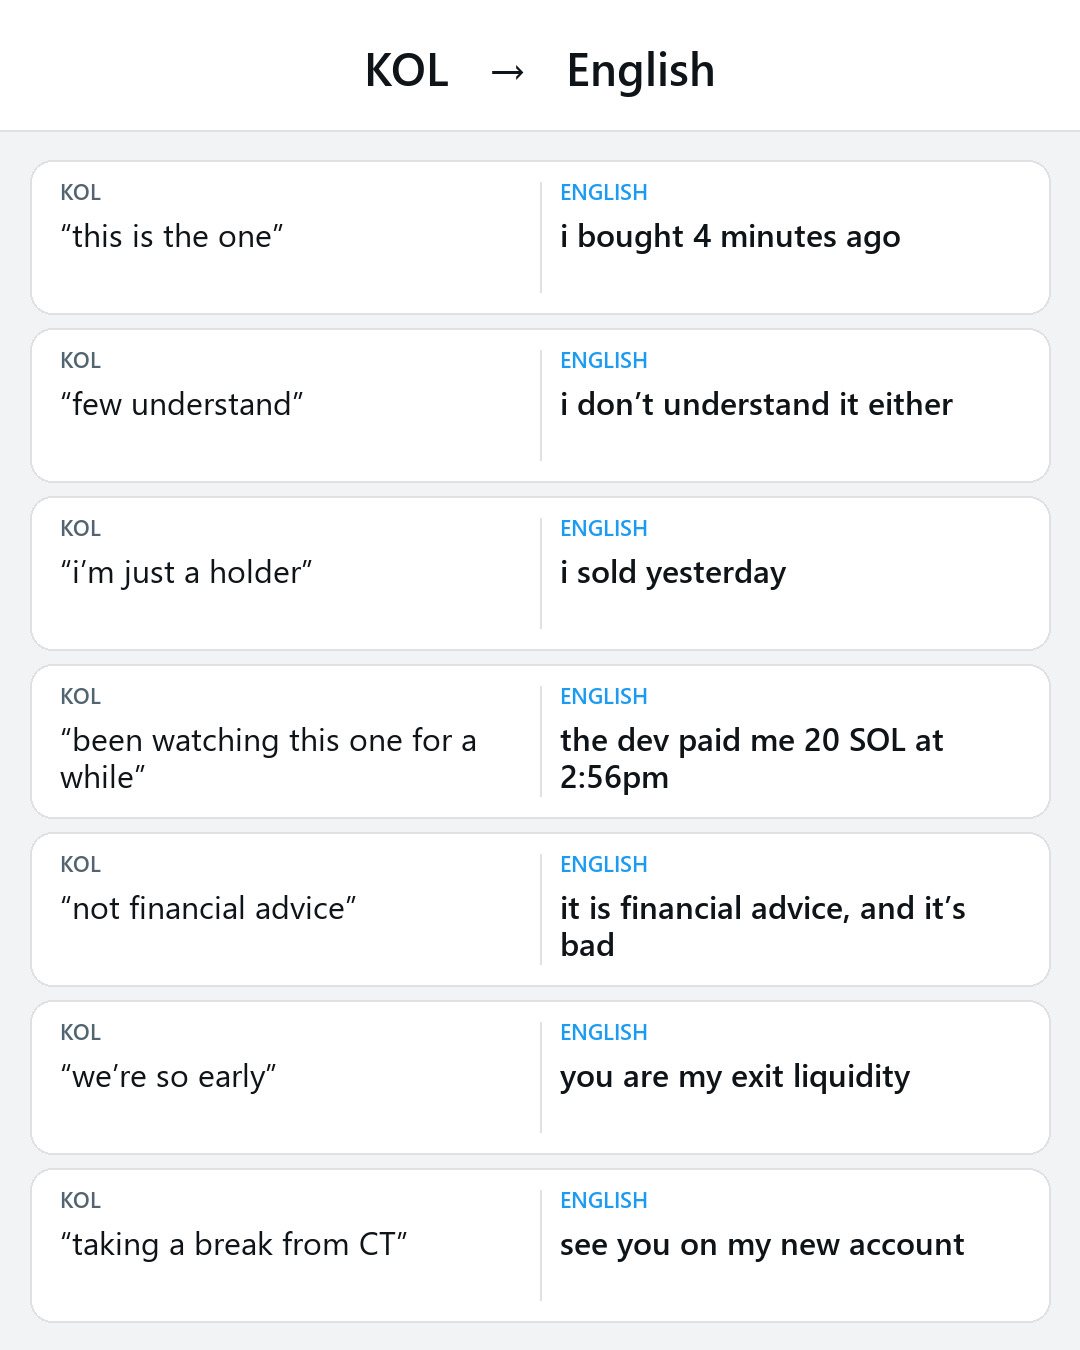 KOL → English
KOL
“this is the one”
ENGLISH
i bought 4 minutes ago
KOL
“few understand”
ENGLISH
i don’t understand it either
KOL
“i’m just a holder”
ENGLISH
i sold yesterday
KOL
“been watching this one for a
while”
ENGLISH
the dev paid me 20 SOL at
2:56pm
KOL
“not financial advice”
ENGLISH
it is financial advice, and it’s
bad
KOL
“we’re so early”
ENGLISH
you are my exit liquidity
KOL
“taking a break from CT”
ENGLISH
see you on my new account